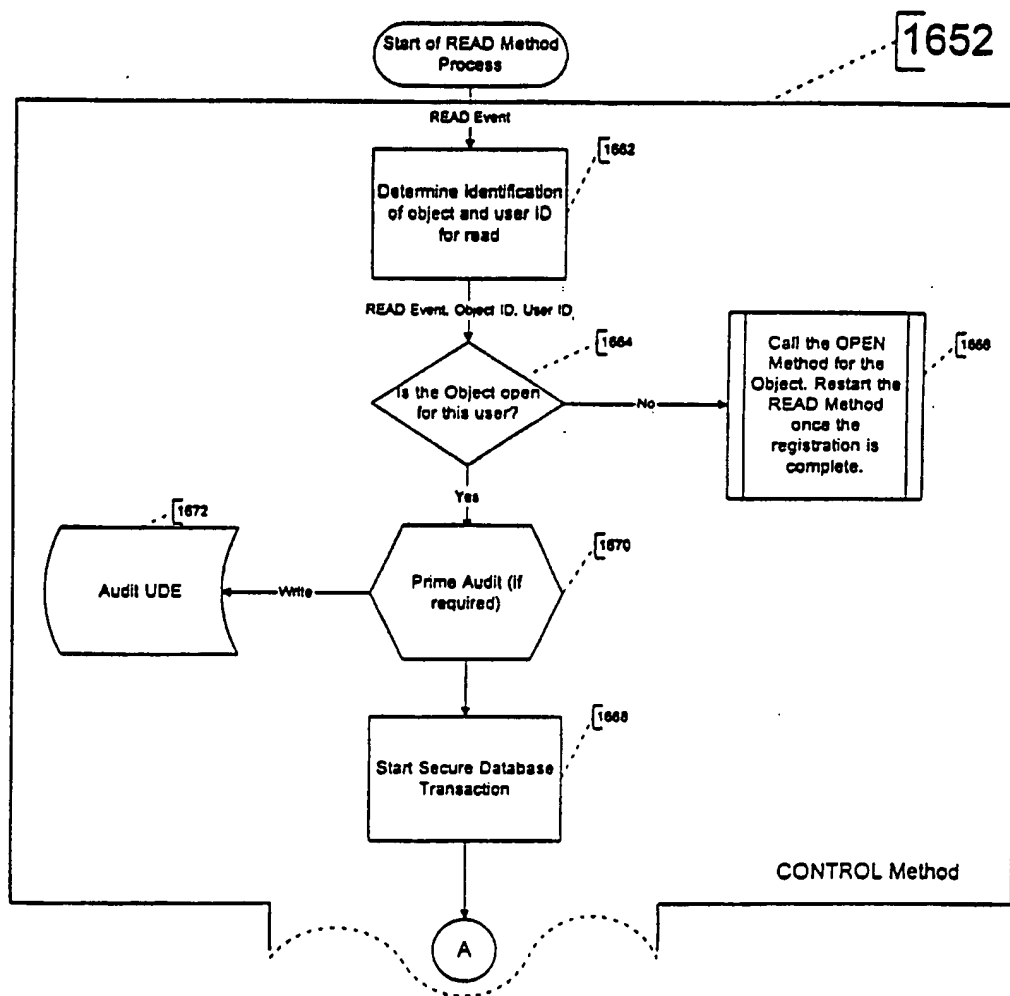 1652
Start of READ Method
Process
READ Event
1662
Determine identification
of object and user ID
for read
READ Event, Object ID, User ID
1664
Is the Object open
for this user?
No
1666
Call the OPEN
Method for the
Object. Restart the
READ Method
once the
registration is
complete.
Yes
1672
Audit UDE
Write
1670
Prime Audit (if
required)
1668
Start Secure Database
Transaction
CONTROL Method
A